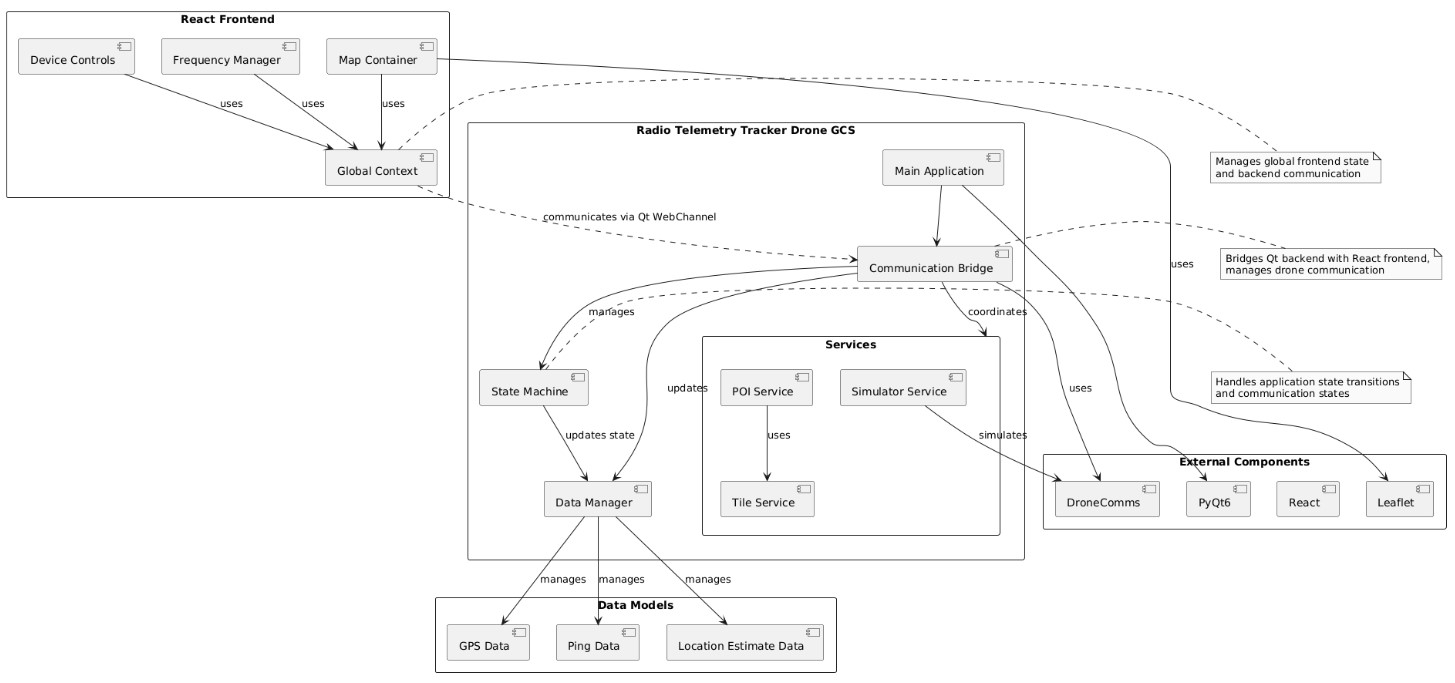 React Frontend
Device Controls
Frequency Manager
Map Container
uses
uses
uses
Global Context
Radio Telemetry Tracker Drone GCS
Main Application
Manages global frontend state
and backend communication
communicates via Qt WebChannel
Communication Bridge
Bridges Qt backend with React frontend,
manages drone communication
uses
manages
coordinates
Services
State Machine
POI Service
Simulator Service
updates
uses
Handles application state transitions
and communication states
updates state
uses
simulates
External Components
Data Manager
Tile Service
DroneComms
PyQt6
React
Leaflet
manages
manages
manages
Data Models
GPS Data
Ping Data
Location Estimate Data